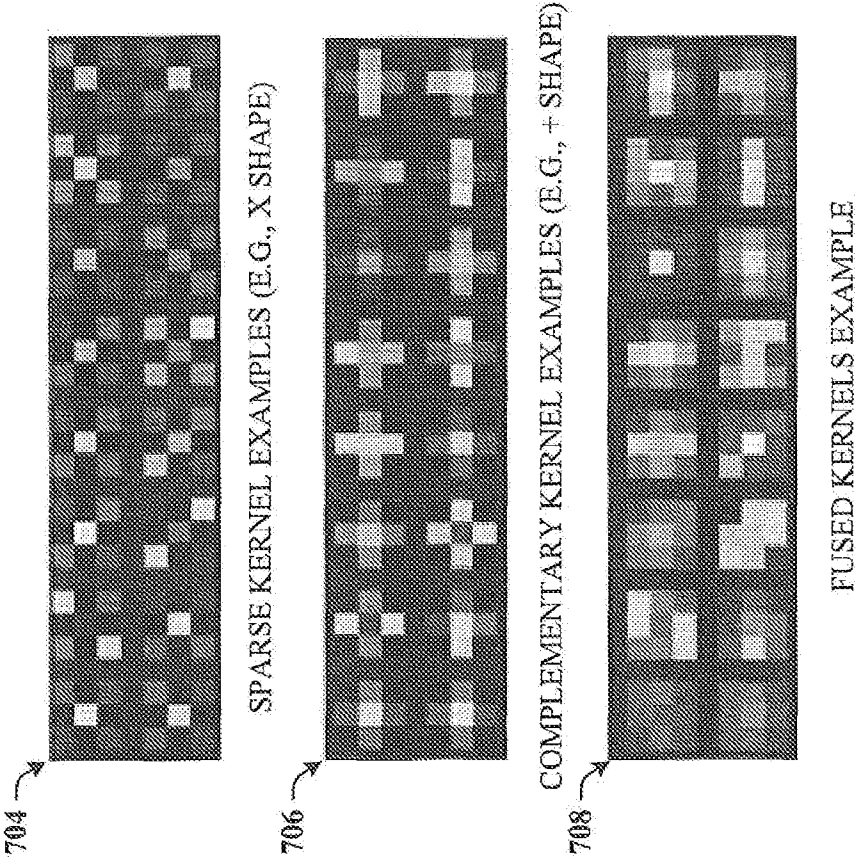 704
SPARSE KERNEL EXAMPLES (E.G., X SHAPE)
706
COMPLEMENTARY KERNEL EXAMPLES (E.G., + SHAPE)
708
FUSED KERNELS EXAMPLE